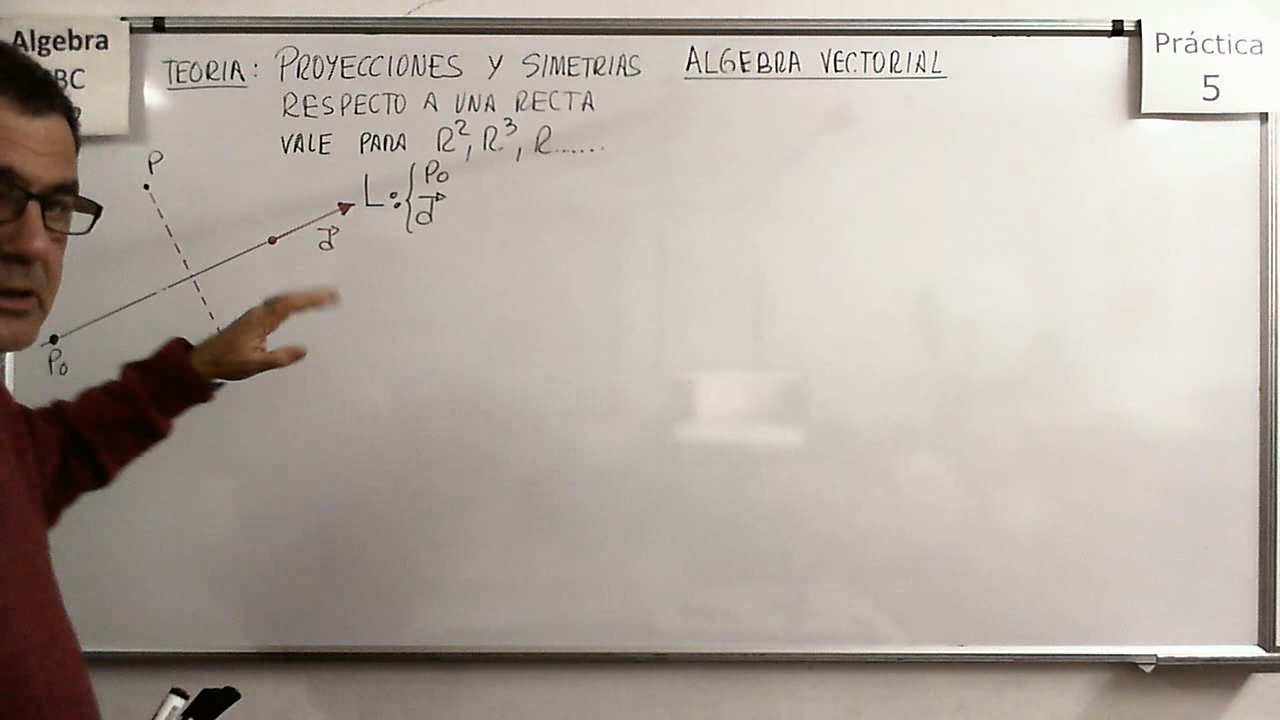 Algebra
BC
TEORIA: PROYECCIONES Y SIMETRIAS ALGEBRA VECTORIAL
RESPECTO A UNA RECTA
VALE PARA R², R³, R......
Práctica
5
P
L: { P₀
d⃗
d⃗
P₀